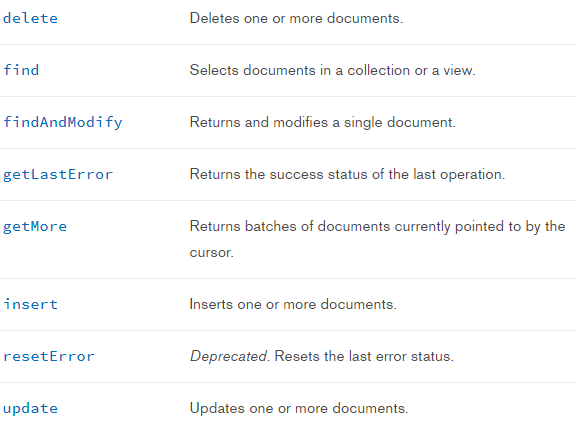 delete Deletes one or more documents.
find Selects documents in a collection or a view.
findAndModify Returns and modifies a single document.
getLastError Returns the success status of the last operation.
getMore Returns batches of documents currently pointed to by the
cursor.
insert Inserts one or more documents.
resetError Deprecated. Resets the last error status.
update Updates one or more documents.